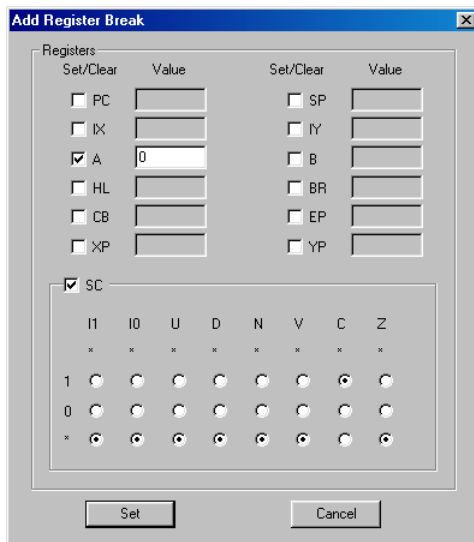 Add Register Break
Registers
Set/Clear Value Set/Clear Value
PC SP
IX IY
A 0 B
HL BR
CB EP
XP YP
SC
I1 I0 U D N V C Z
* * * * * * * *
1
0
*
Set Cancel